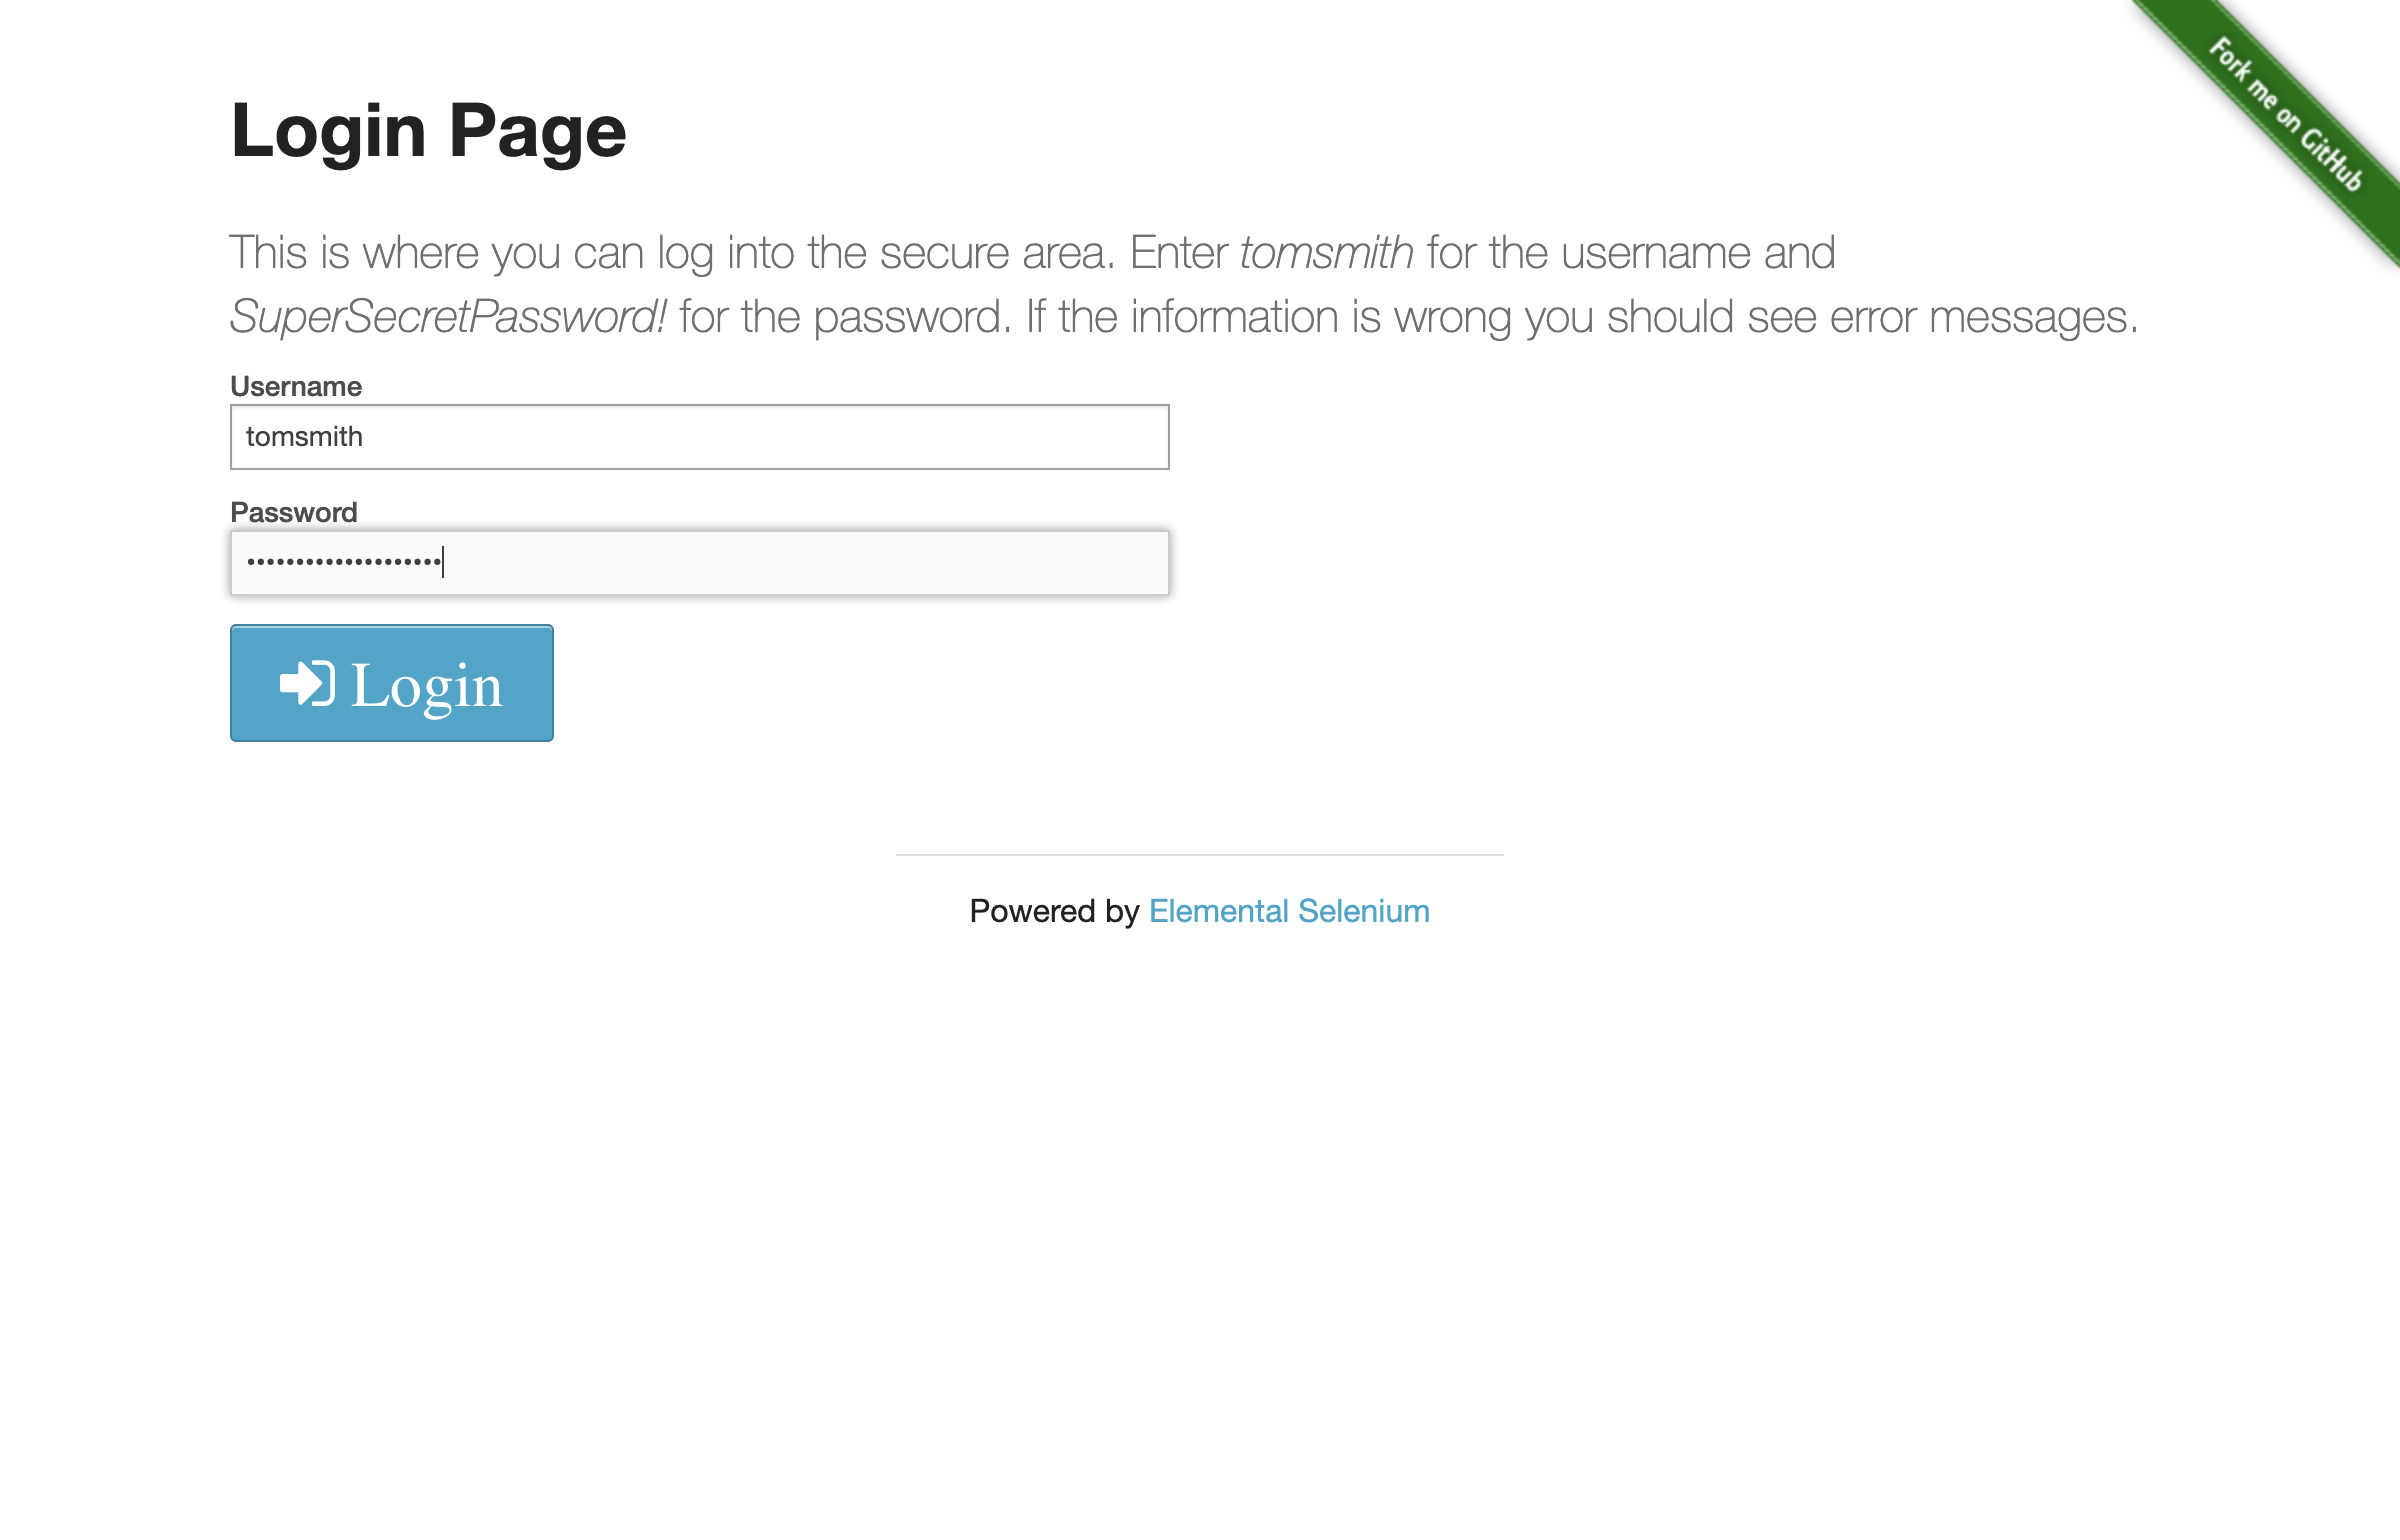 Fork me on GitHub
Login Page
This is where you can log into the secure area. Enter tomsmith for the username and
SuperSecretPassword! for the password. If the information is wrong you should see error messages.
Username
tomsmith
Password
••••••••••••••••••••
Login
Powered by Elemental Selenium